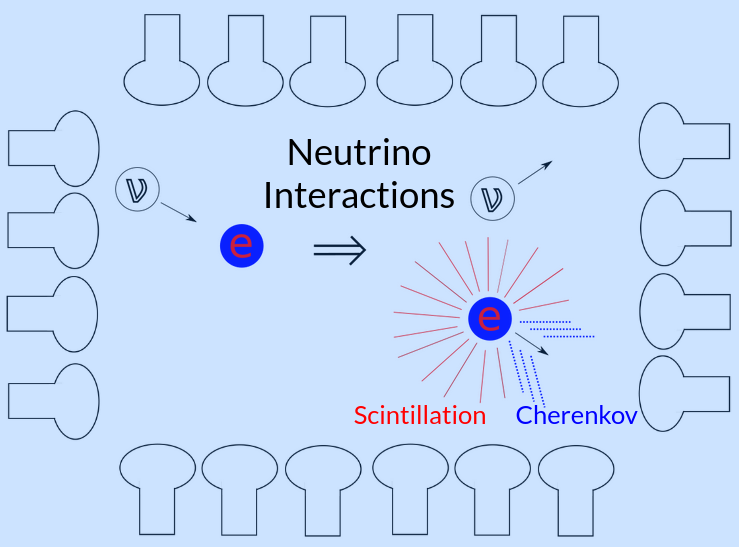 Neutrino
Interactions
ν
ν
e
⇒
e
Scintillation
Cherenkov